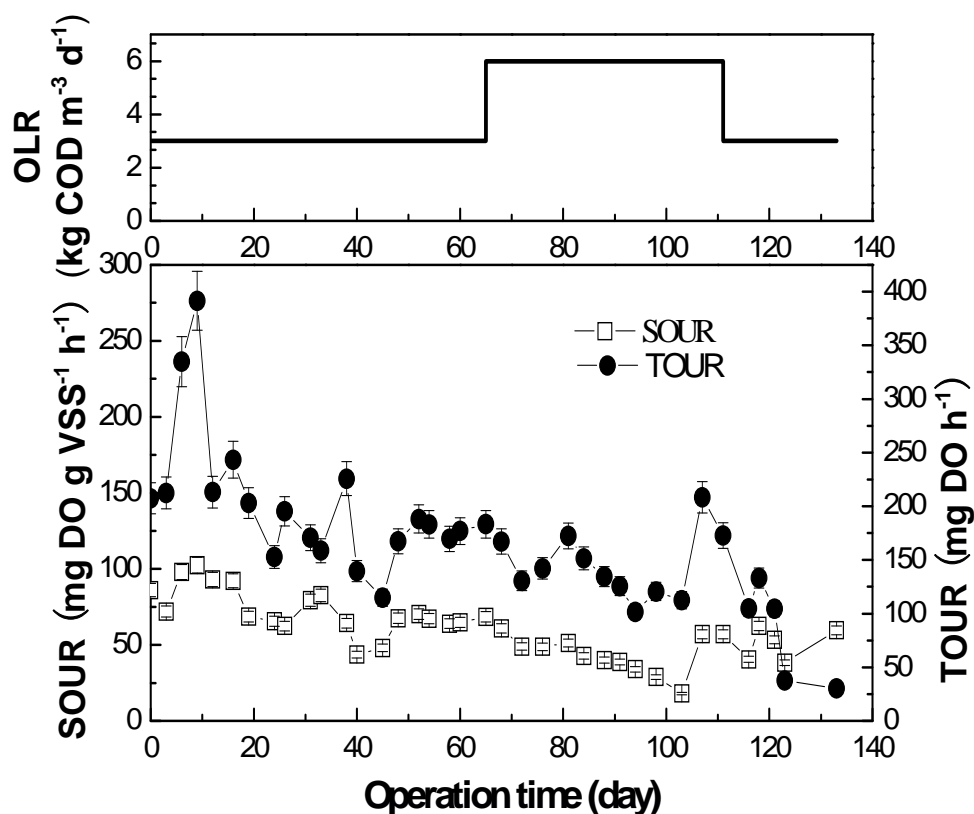 OLR
(kg COD m⁻³ d⁻¹)
6
4
2
0
0 20 40 60 80 100 120 140
SOUR (mg DO g VSS⁻¹ h⁻¹)
300
250
200
150
100
50
0
SOUR
TOUR
400
350
300
250
200
150
100
50
0
TOUR (mg DO h⁻¹)
0 20 40 60 80 100 120 140
Operation time (day)